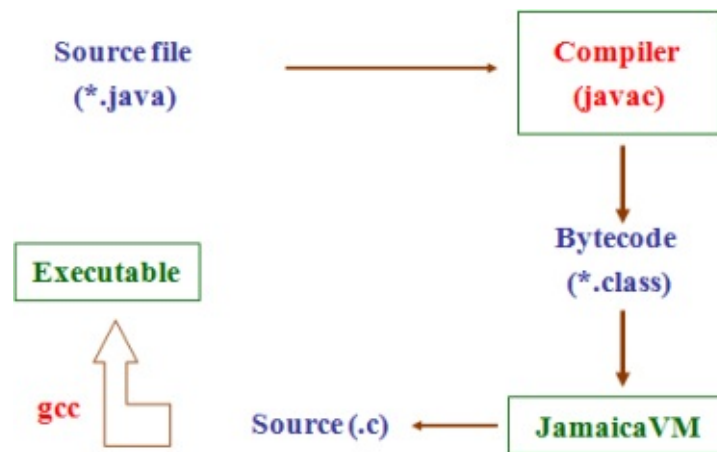 Source file
(*.java)
Compiler
(javac)
Bytecode
(*.class)
JamaicaVM
Source (.c)
gcc
Executable